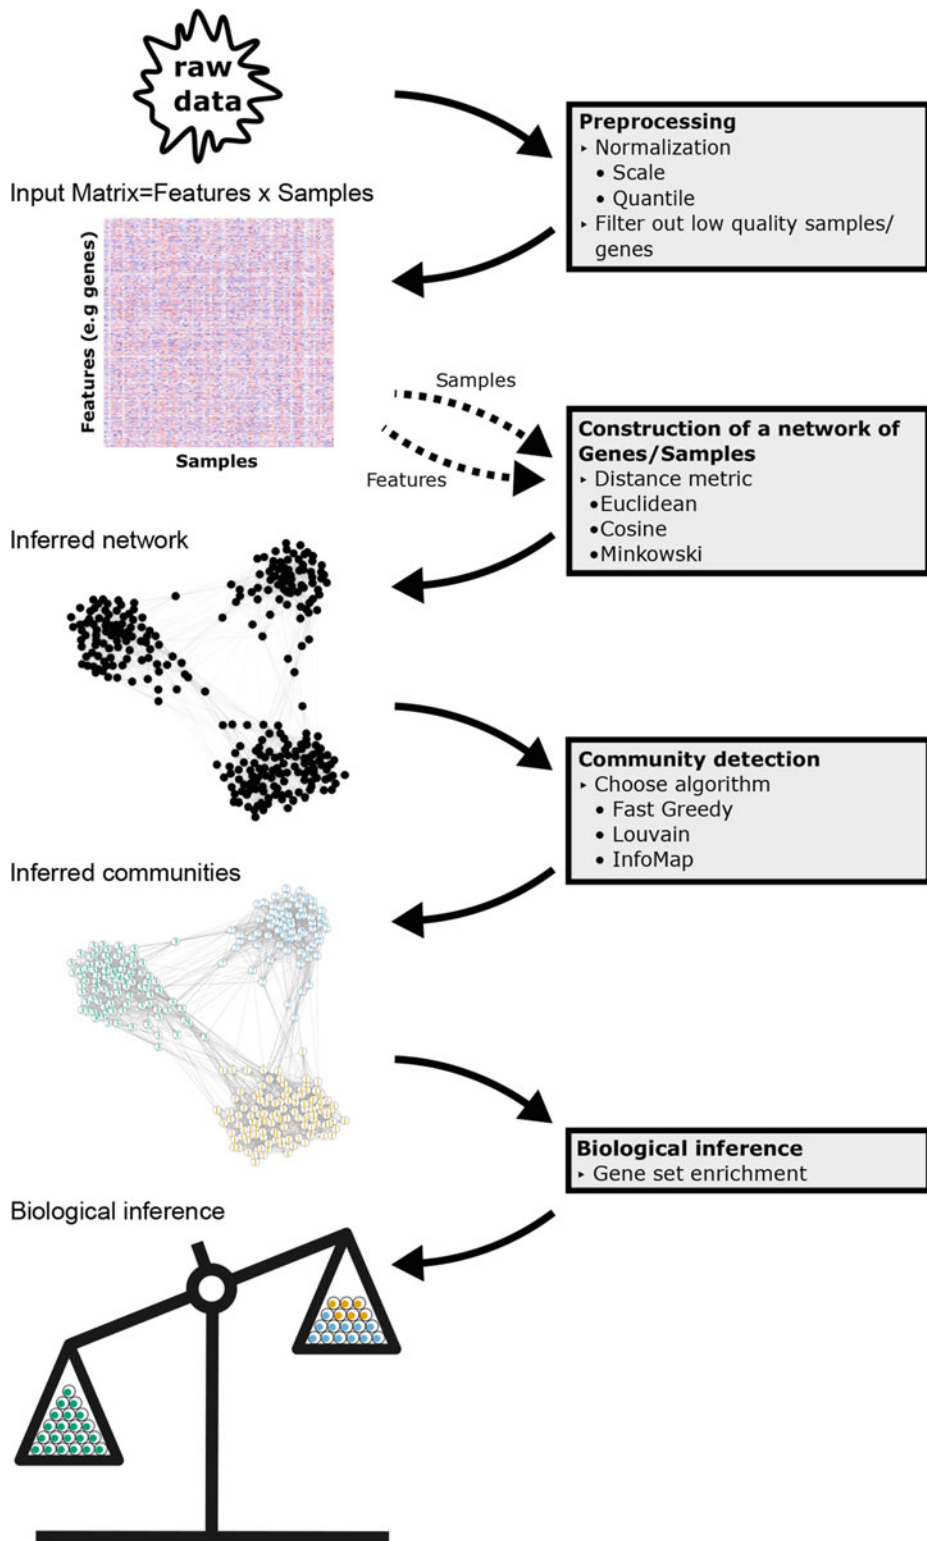 raw
data
Preprocessing
▸ Normalization
• Scale
• Quantile
▸ Filter out low quality samples/
genes
Input Matrix=Features x Samples
Features (e.g genes)
Samples
Samples
Features
Construction of a network of
Genes/Samples
▸ Distance metric
•Euclidean
•Cosine
•Minkowski
Inferred network
Community detection
▸ Choose algorithm
• Fast Greedy
• Louvain
• InfoMap
Inferred communities
Biological inference
▸ Gene set enrichment
Biological inference